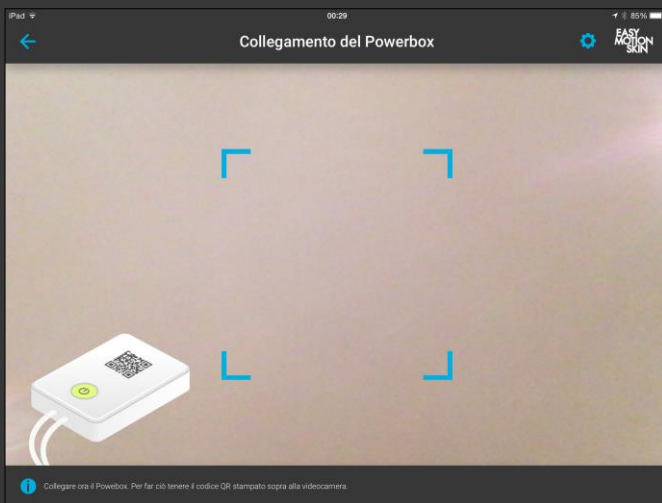 iPad 00:29 85%
Collegamento del Powerbox
EASY
MOTION
SKIN
Collegare ora il Powebox. Per far ciò tenere il codice QR stampato sopra alla videocamera.